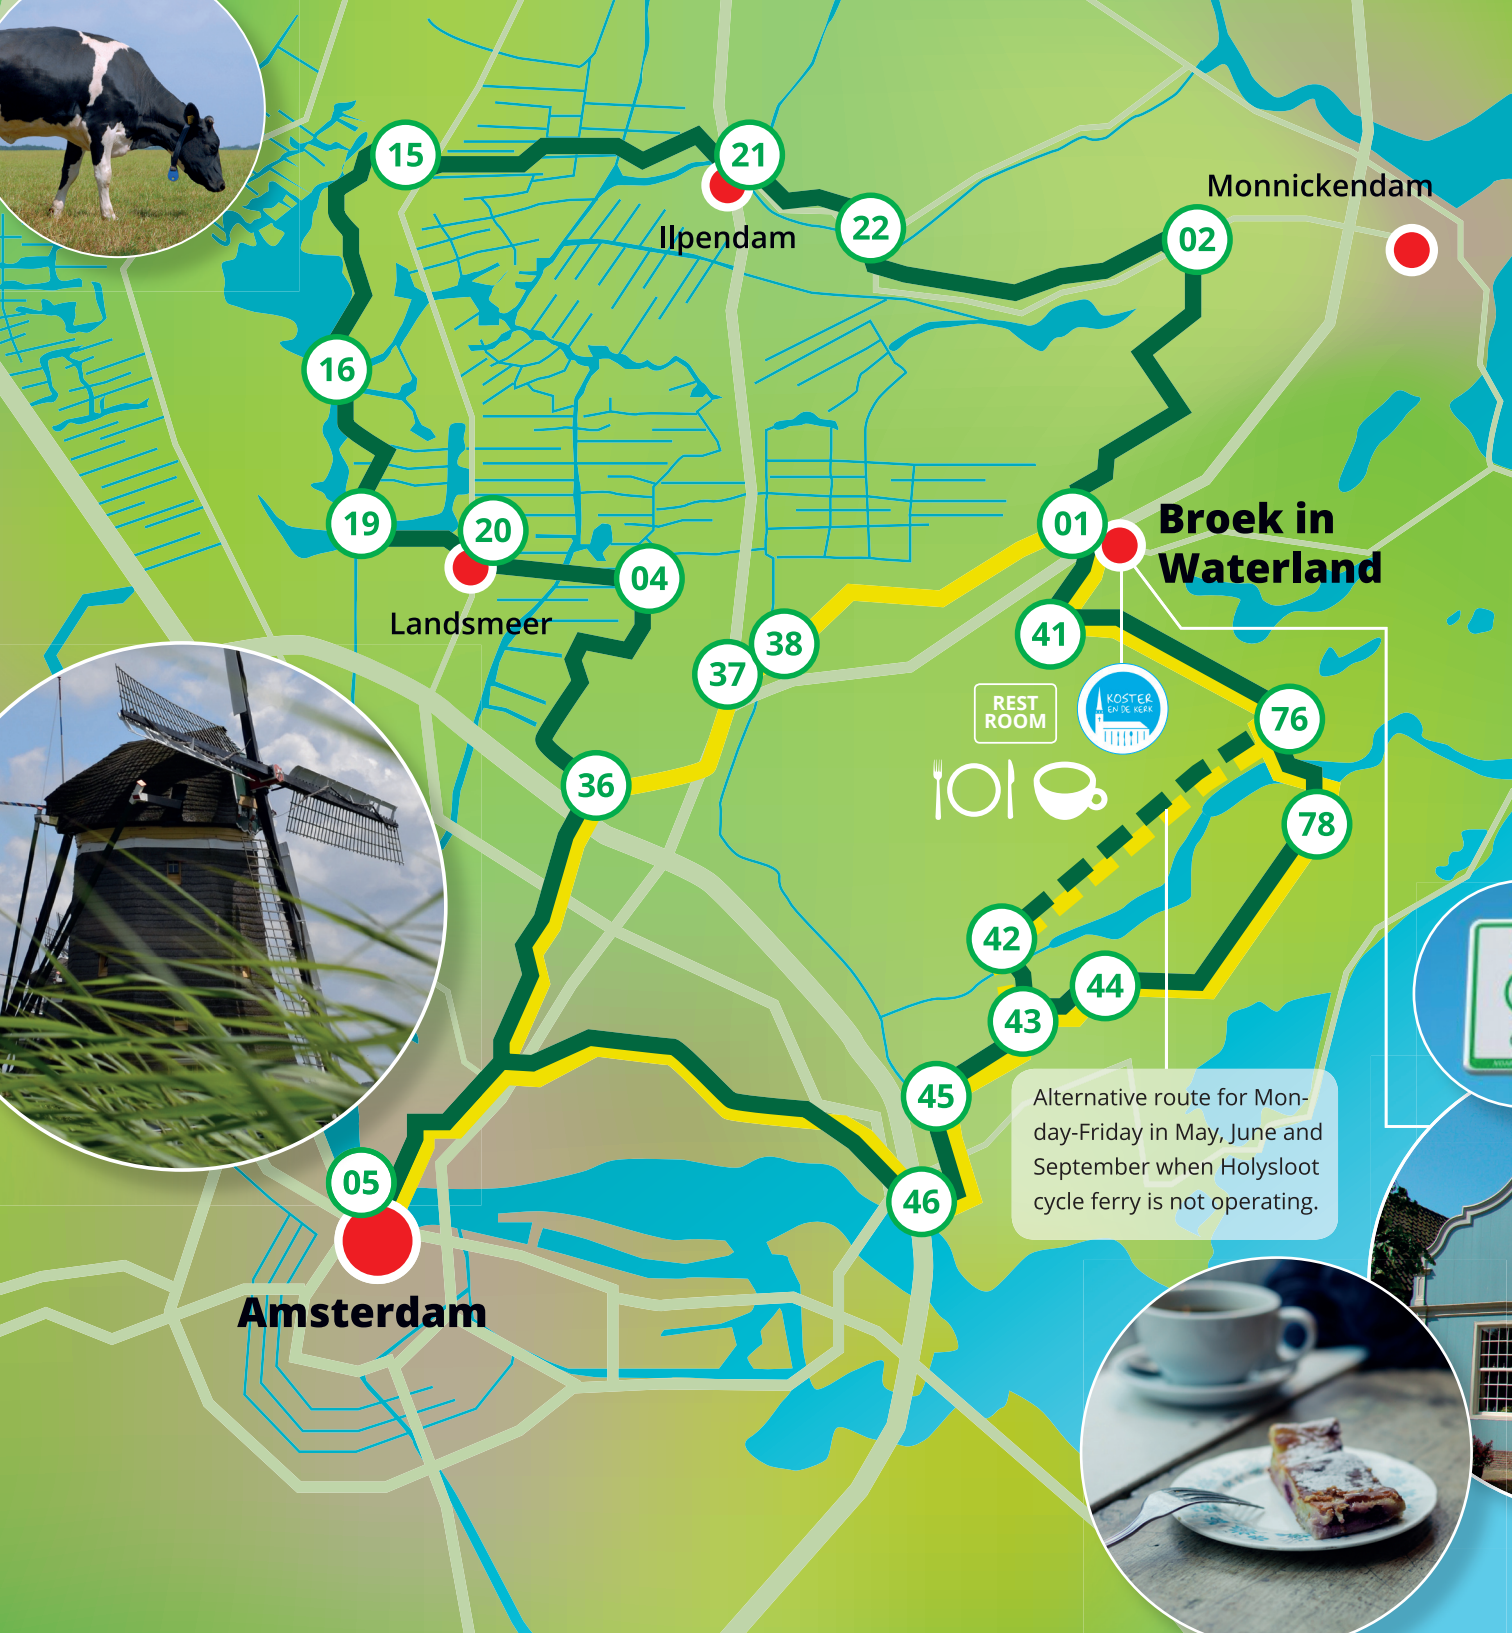 15
21
Ilpendam
22
Monnickendam
02
16
19
20
Landsmeer
04
01
Broek in
Waterland
41
38
37
REST
ROOM
KOSTER
EN DE KERK
76
36
78
42
44
43
45
Alternative route for Mon-
day-Friday in May, June and
September when Holysloot
cycle ferry is not operating.
05
46
Amsterdam